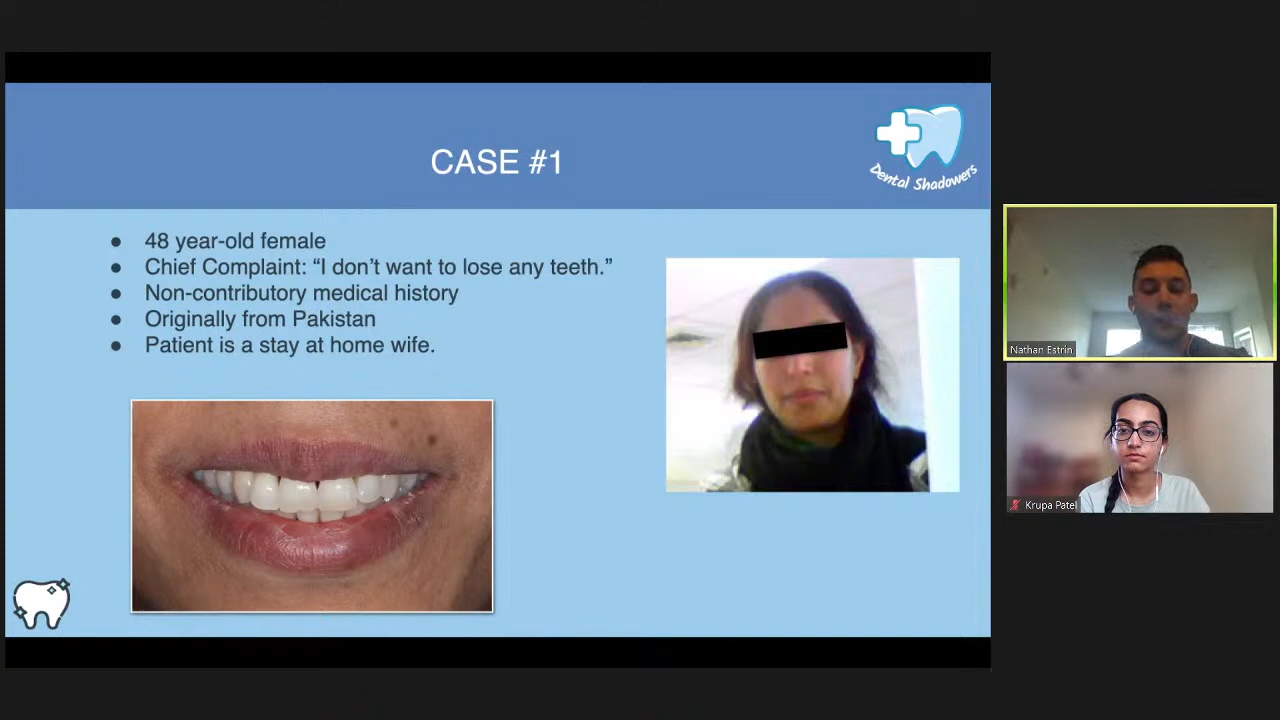 CASE #1
Dental Shadowers
● 48 year-old female
● Chief Complaint: “I don’t want to lose any teeth.”
● Non-contributory medical history
● Originally from Pakistan
● Patient is a stay at home wife.
Nathan Estrin
Krupa Patel